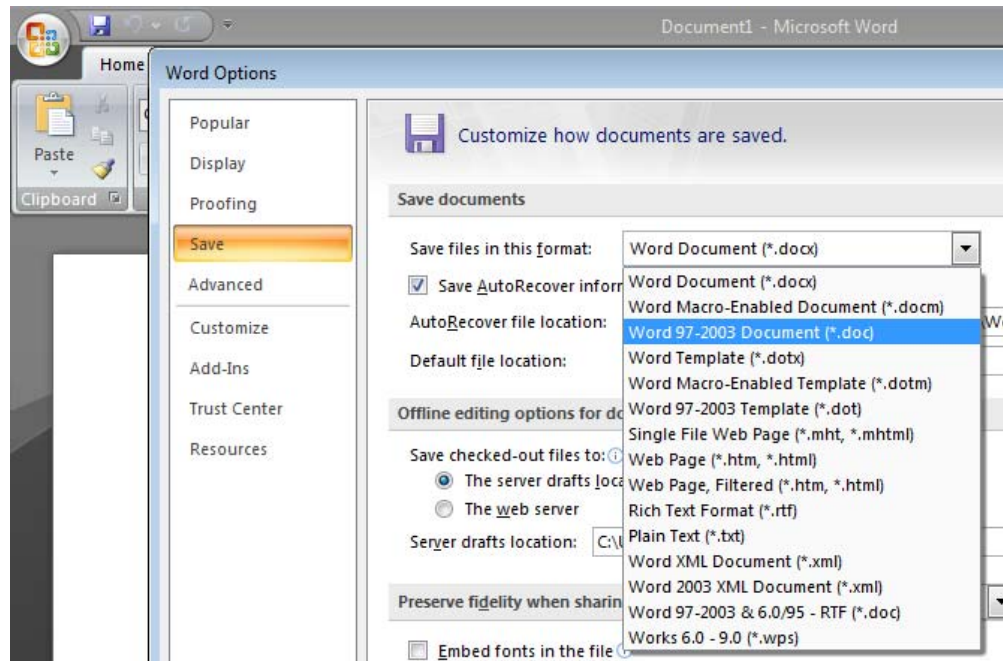 Document1 - Microsoft Word
Home
Word Options
Paste
Clipboard
Popular
Display
Proofing
Save
Advanced
Customize
Add-Ins
Trust Center
Resources
Customize how documents are saved.
Save documents
Save files in this format: Word Document (*.docx)
Save AutoRecover inform
AutoRecover file location:
Default file location:
Word Document (*.docx)
Word Macro-Enabled Document (*.docm)
Word 97-2003 Document (*.doc)
Word Template (*.dotx)
Word Macro-Enabled Template (*.dotm)
Word 97-2003 Template (*.dot)
Single File Web Page (*.mht, *.mhtml)
Web Page (*.htm, *.html)
Web Page, Filtered (*.htm, *.html)
Rich Text Format (*.rtf)
Plain Text (*.txt)
Word XML Document (*.xml)
Word 2003 XML Document (*.xml)
Word 97-2003 & 6.0/95 - RTF (*.doc)
Works 6.0 - 9.0 (*.wps)
Offline editing options for do
Save checked-out files to:
The server drafts loca
The web server
Server drafts location: C:\U
Preserve fidelity when sharin
Embed fonts in the file